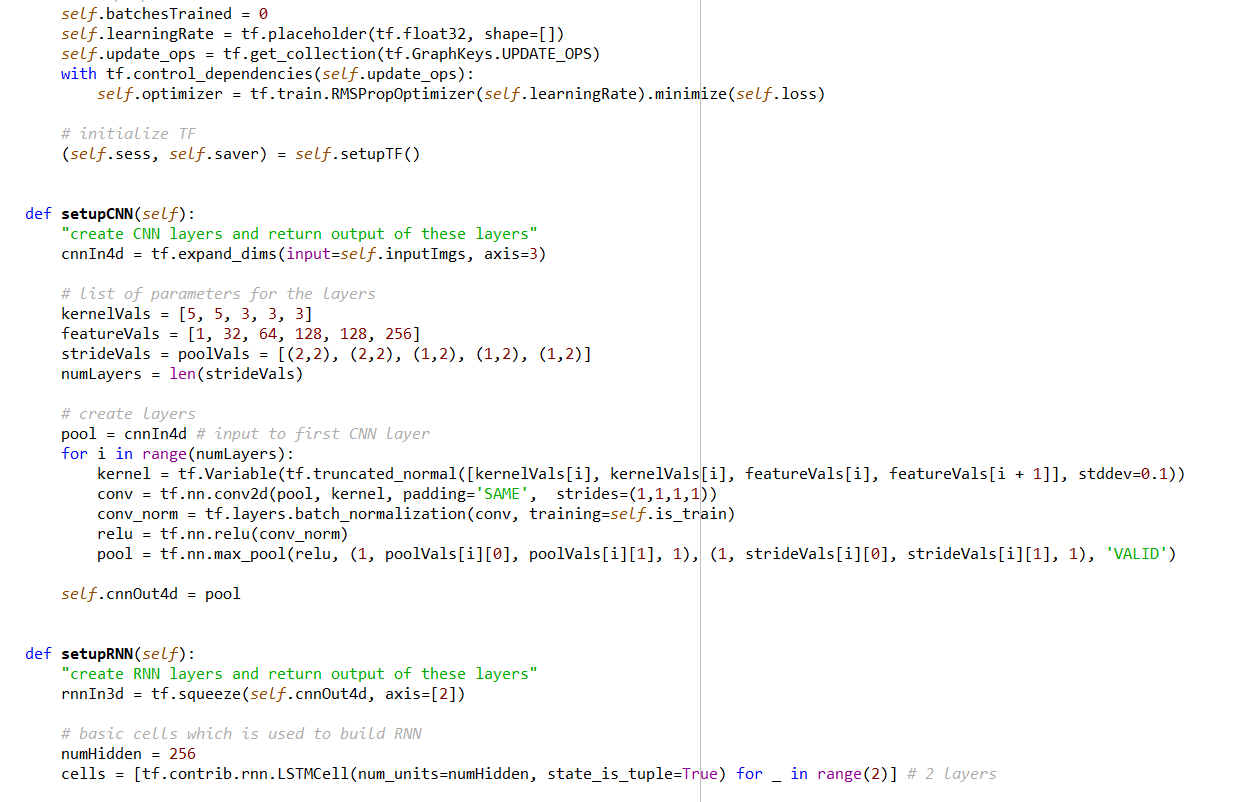 self.batchesTrained = 0
self.learningRate = tf.placeholder(tf.float32, shape=[])
self.update_ops = tf.get_collection(tf.GraphKeys.UPDATE_OPS)
with tf.control_dependencies(self.update_ops):
self.optimizer = tf.train.RMSPropOptimizer(self.learningRate).minimize(self.loss)
# initialize TF
(self.sess, self.saver) = self.setupTF()
def setupCNN(self):
"create CNN layers and return output of these layers"
cnnIn4d = tf.expand_dims(input=self.inputImgs, axis=3)
# list of parameters for the layers
kernelVals = [5, 5, 3, 3, 3]
featureVals = [1, 32, 64, 128, 128, 256]
strideVals = poolVals = [(2,2), (2,2), (1,2), (1,2), (1,2)]
numLayers = len(strideVals)
# create layers
pool = cnnIn4d # input to first CNN layer
for i in range(numLayers):
kernel = tf.Variable(tf.truncated_normal([kernelVals[i], kernelVals[i], featureVals[i], featureVals[i + 1]], stddev=0.1))
conv = tf.nn.conv2d(pool, kernel, padding='SAME',  strides=(1,1,1,1))
conv_norm = tf.layers.batch_normalization(conv, training=self.is_train)
relu = tf.nn.relu(conv_norm)
pool = tf.nn.max_pool(relu, (1, poolVals[i][0], poolVals[i][1], 1), (1, strideVals[i][0], strideVals[i][1], 1), 'VALID')
self.cnnOut4d = pool
def setupRNN(self):
"create RNN layers and return output of these layers"
rnnIn3d = tf.squeeze(self.cnnOut4d, axis=[2])
# basic cells which is used to build RNN
numHidden = 256
cells = [tf.contrib.rnn.LSTMCell(num_units=numHidden, state_is_tuple=True) for _ in range(2)] # 2 layers